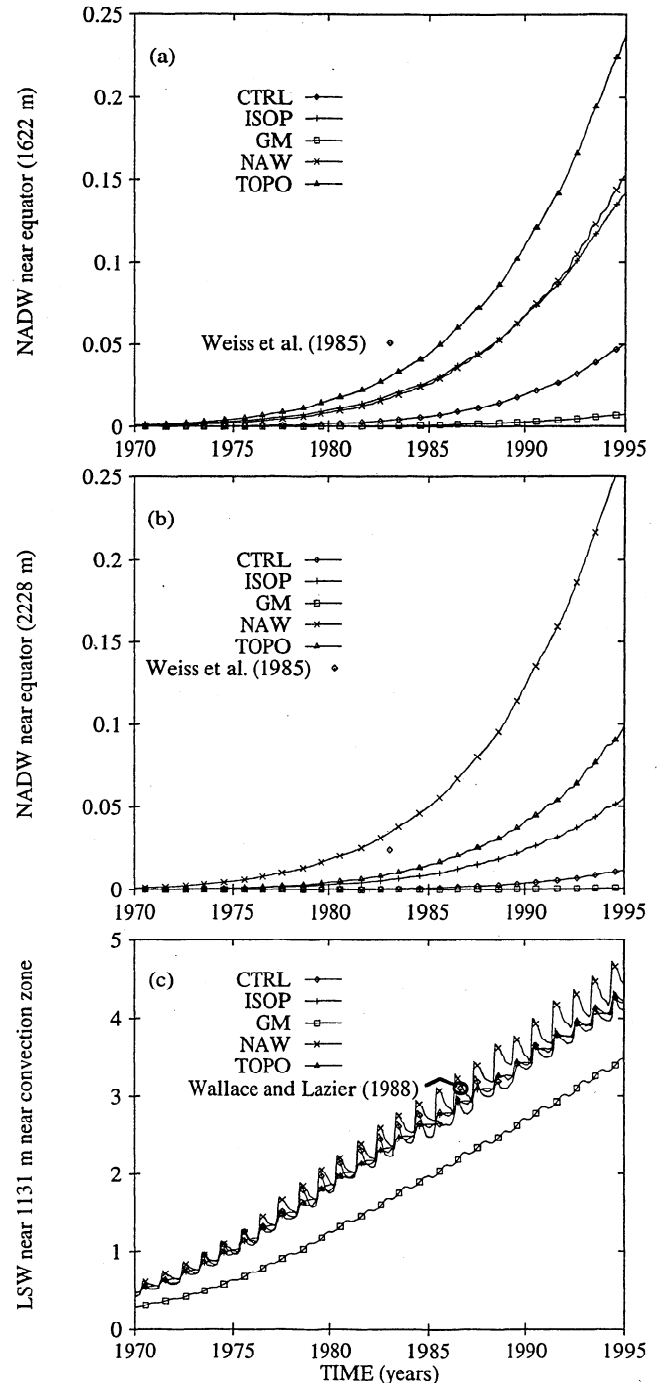 NADW near equator (1622 m)
0.25
0.2
0.15
0.1
0.05
0
(a)
CTRL
ISOP
GM
NAW
TOPO
Weiss et al. (1985)
1970 1975 1980 1985 1990 1995
NADW near equator (2228 m)
0.25
0.2
0.15
0.1
0.05
0
(b)
CTRL
ISOP
GM
NAW
TOPO
Weiss et al. (1985)
1970 1975 1980 1985 1990 1995
LSW near 1131 m near convection zone
5
4
3
2
1
0
(c)
CTRL
ISOP
GM
NAW
TOPO
Wallace and Lazier (1988)
1970 1975 1980 1985 1990 1995
TIME (years)